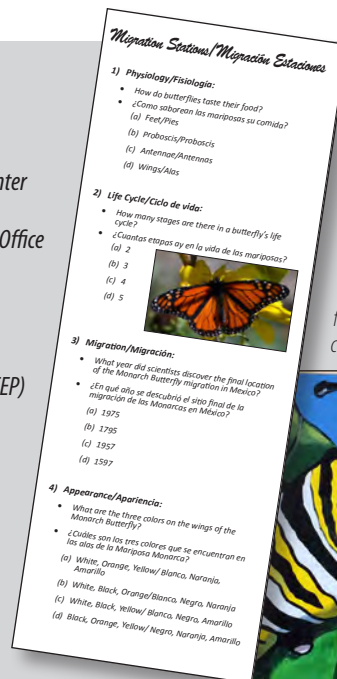 Migration Stations/Migración Estaciones
1) Physiology/Fisiología:
• How do butterflies taste their food?
• ¿Como saborean las mariposas su comida?
(a) Feet/Pies
(b) Proboscis/Proboscís
(c) Antennae/Antennas
(d) Wings/Alas
2) Life Cycle/Ciclo de vida:
• How many stages are there in a butterfly's life
cycle?
• ¿Cuantas etapas ay en la vida de las mariposas?
(a) 2
(b) 3
(c) 4
(d) 5
3) Migration/Migración:
• What year did scientists discover the final location
of the Monarch Butterfly migration in Mexico?
• ¿En qué año se descubrió el sitio final de la
migración de las Monarcas en México?
(a) 1975
(b) 1795
(c) 1957
(d) 1597
4) Appearance/Apariencia:
• What are the three colors on the wings of the
Monarch Butterfly?
• ¿Cuáles son los tres colores que se encuentran en
las alas de la Mariposa Monarca?
(a) White, Orange, Yellow/ Blanco, Naranja,
Amarillo
(b) White, Black, Orange/Blanco, Negro, Naranja
(c) White, Black, Yellow/ Blanco, Negro, Amarillo
(d) Black, Orange, Yellow/ Negro, Naranja, Amarillo
Office